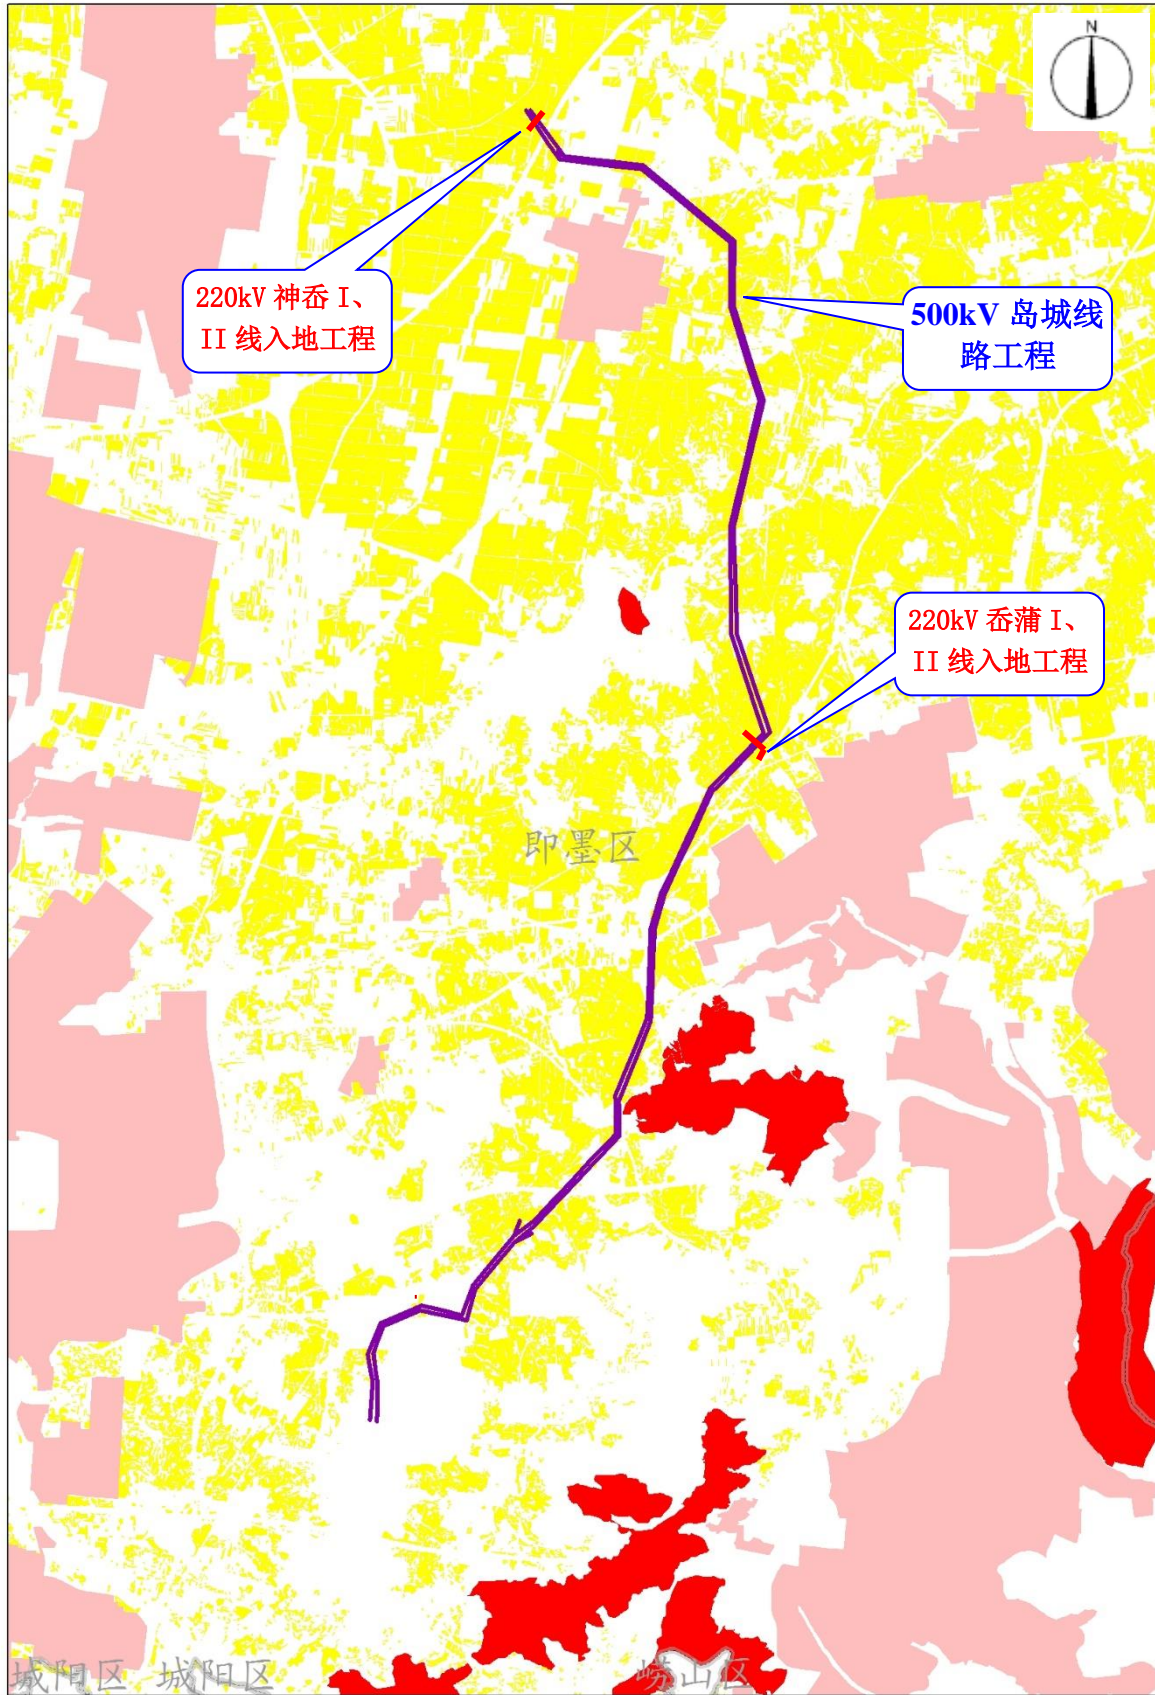 N
220kV 神岙 I、
II 线入地工程
500kV 岛城线
路工程
220kV 岙蒲 I、
II 线入地工程
即墨区
城阳区 城阳区
崂山区